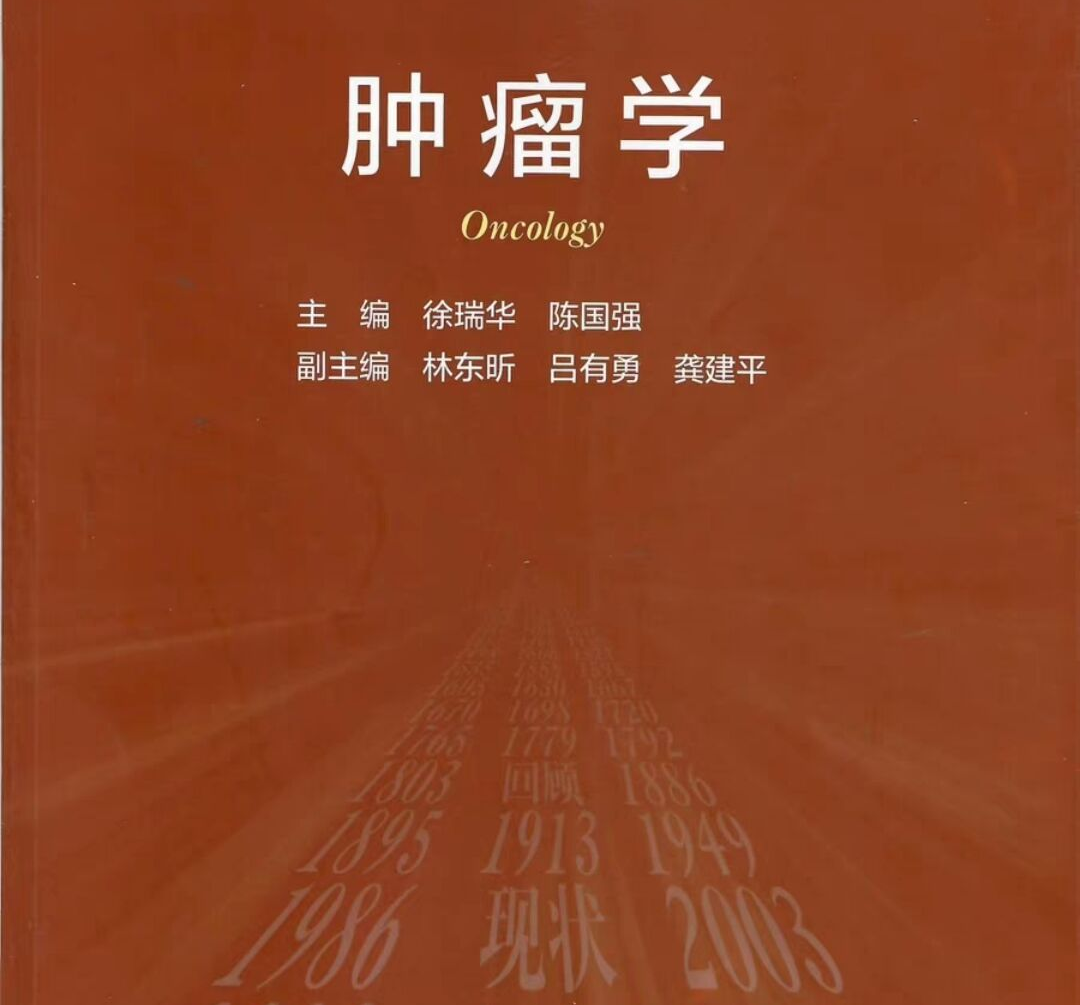 肿瘤学
Oncology
主 编 徐瑞华 陈国强
副主编 林东昕 吕有勇 龚建平
1670 1698 1720
1765 1779 1792
1803 回顾 1886
1895 1913 1949
1986 现状 2003